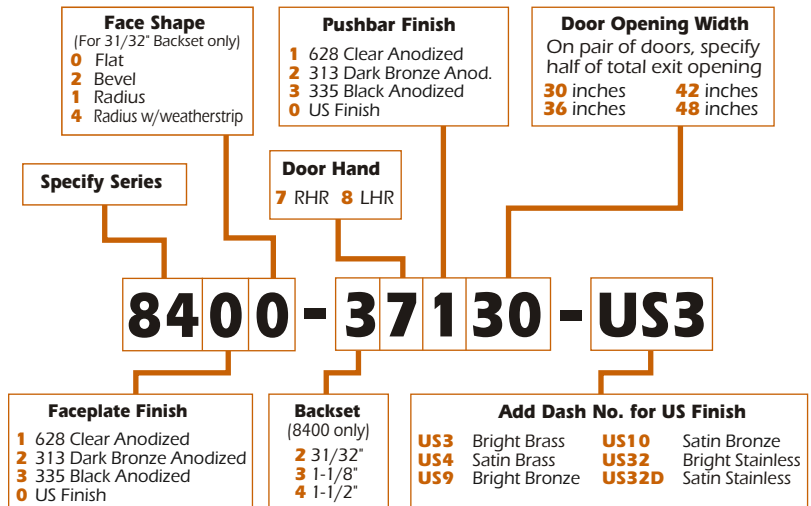 Face Shape
(For 31/32" Backset only)
0 Flat
2 Bevel
1 Radius
4 Radius w/weatherstrip
Pushbar Finish
1 628 Clear Anodized
2 313 Dark Bronze Anod.
3 335 Black Anodized
0 US Finish
Door Opening Width
On pair of doors, specify
half of total exit opening
30 inches 42 inches
36 inches 48 inches
Specify Series
Door Hand
7 RHR 8 LHR
8400-37130-US3
Faceplate Finish
1 628 Clear Anodized
2 313 Dark Bronze Anodized
3 335 Black Anodized
0 US Finish
Backset
(8400 only)
2 31/32"
3 1-1/8"
4 1-1/2"
Add Dash No. for US Finish
US3 Bright Brass US10 Satin Bronze
US4 Satin Brass US32 Bright Stainless
US9 Bright Bronze US32D Satin Stainless